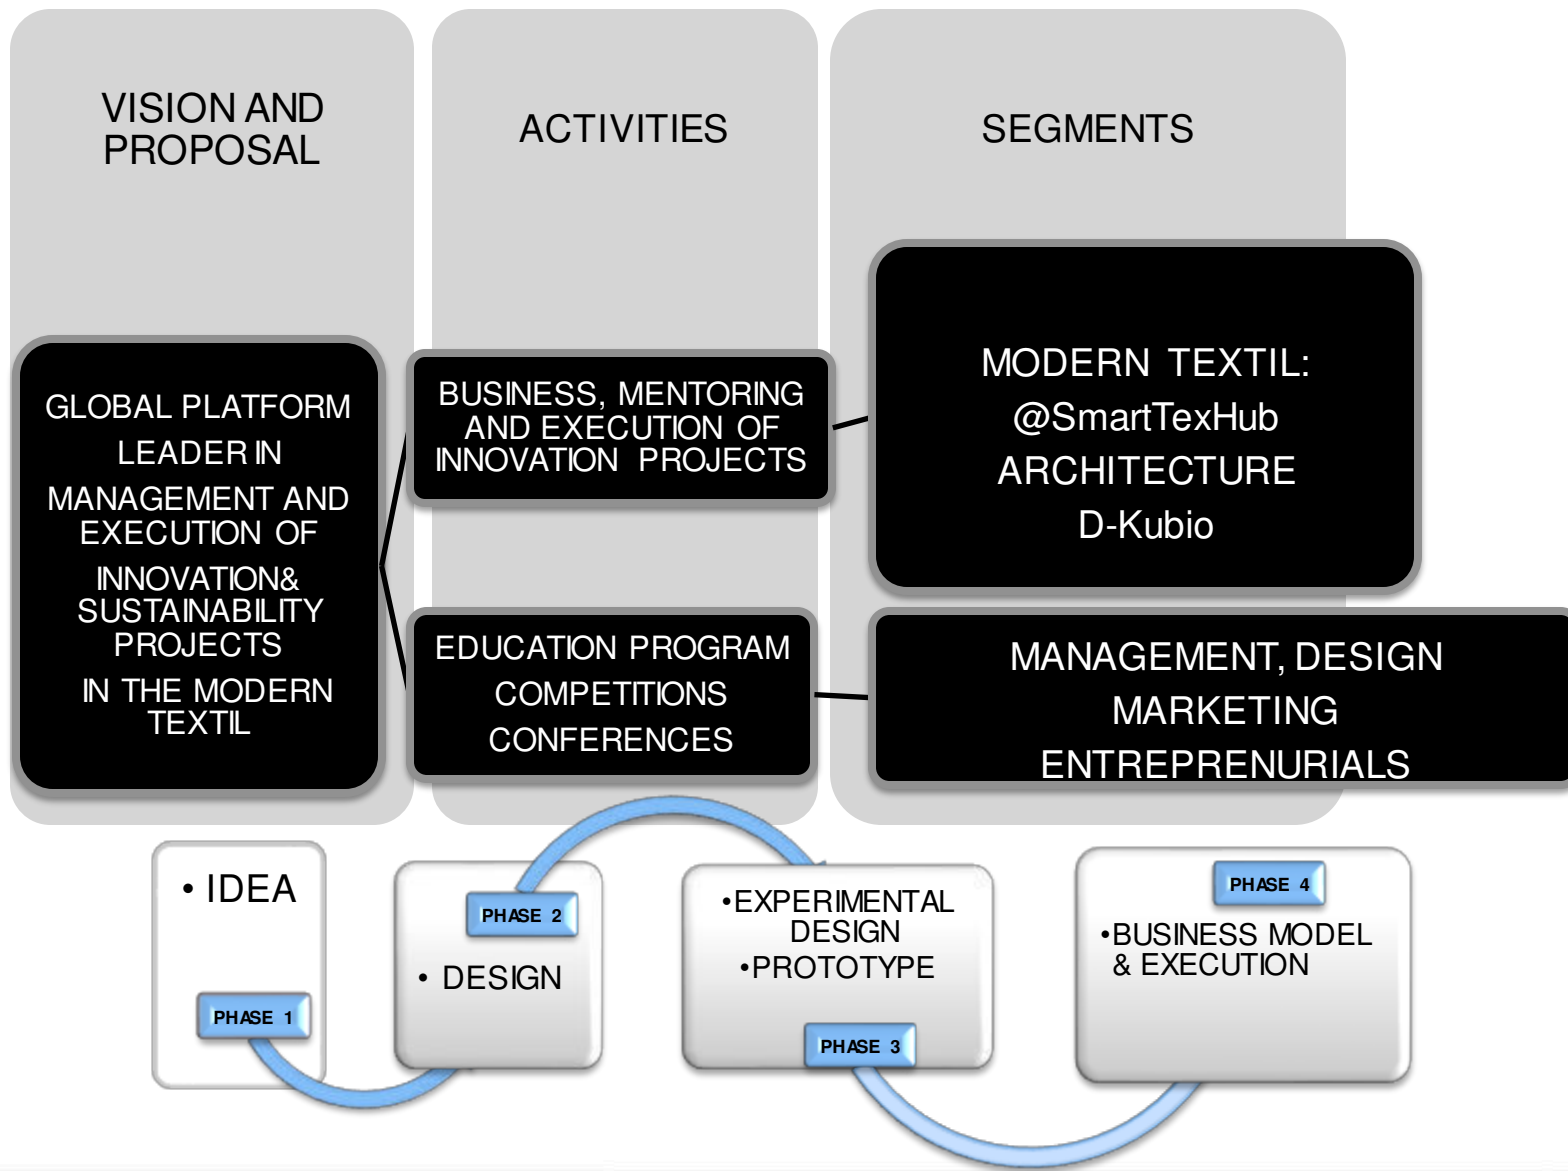 VISION AND
PROPOSAL
ACTIVITIES
SEGMENTS
GLOBAL PLATFORM
LEADER IN
MANAGEMENT AND
EXECUTION OF
INNOVATION&
SUSTAINABILITY
PROJECTS
IN THE MODERN
TEXTIL
BUSINESS, MENTORING
AND EXECUTION OF
INNOVATION PROJECTS
EDUCATION PROGRAM
COMPETITIONS
CONFERENCES
MODERN TEXTIL:
@SmartTexHub
ARCHITECTURE
D-Kubio
MANAGEMENT, DESIGN
MARKETING
ENTREPRENURIALS
• IDEA
PHASE 1
PHASE 2
• DESIGN
•EXPERIMENTAL
DESIGN
•PROTOTYPE
PHASE 3
PHASE 4
•BUSINESS MODEL
& EXECUTION